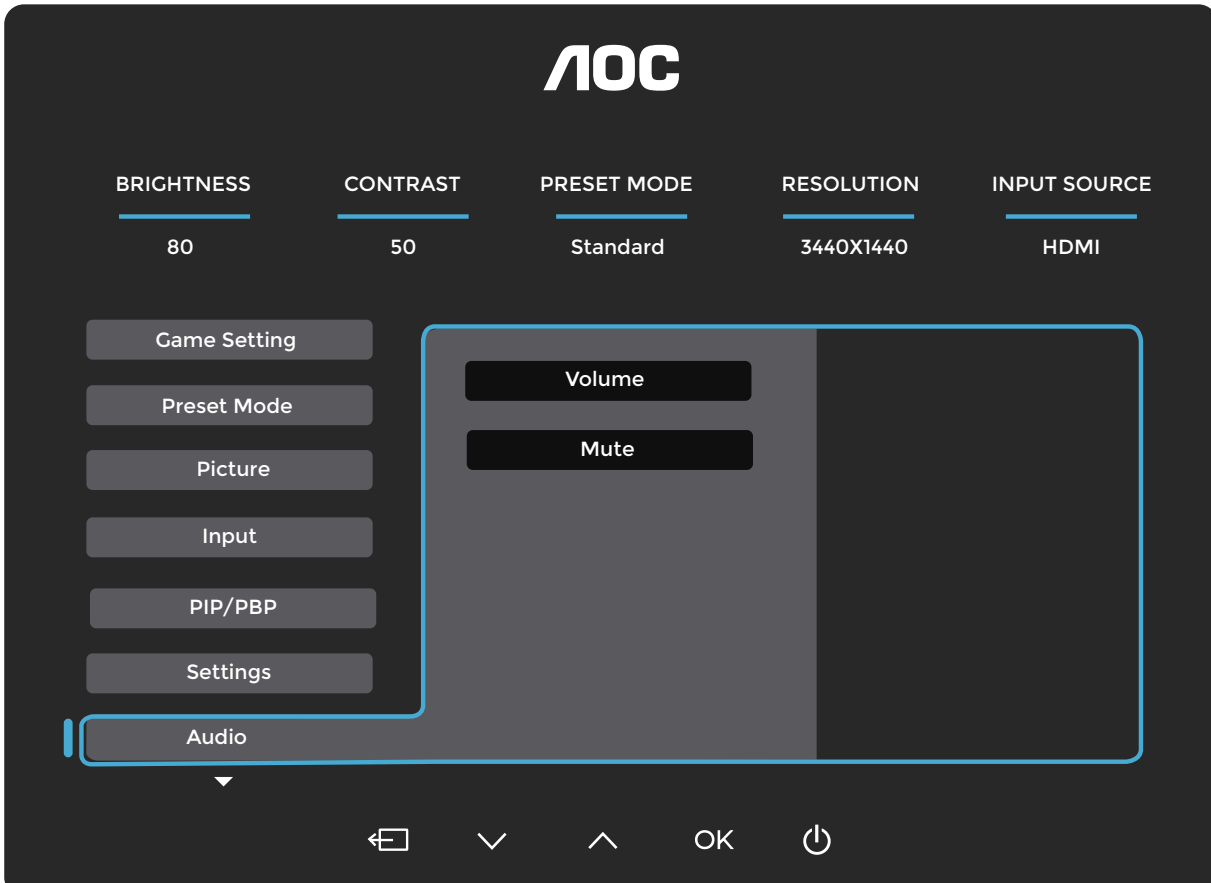 AOC
BRIGHTNESS CONTRAST PRESET MODE RESOLUTION INPUT SOURCE
80 50 Standard 3440X1440 HDMI
Game Setting
Volume
Preset Mode
Mute
Picture
Input
PIP/PBP
Settings
Audio
OK